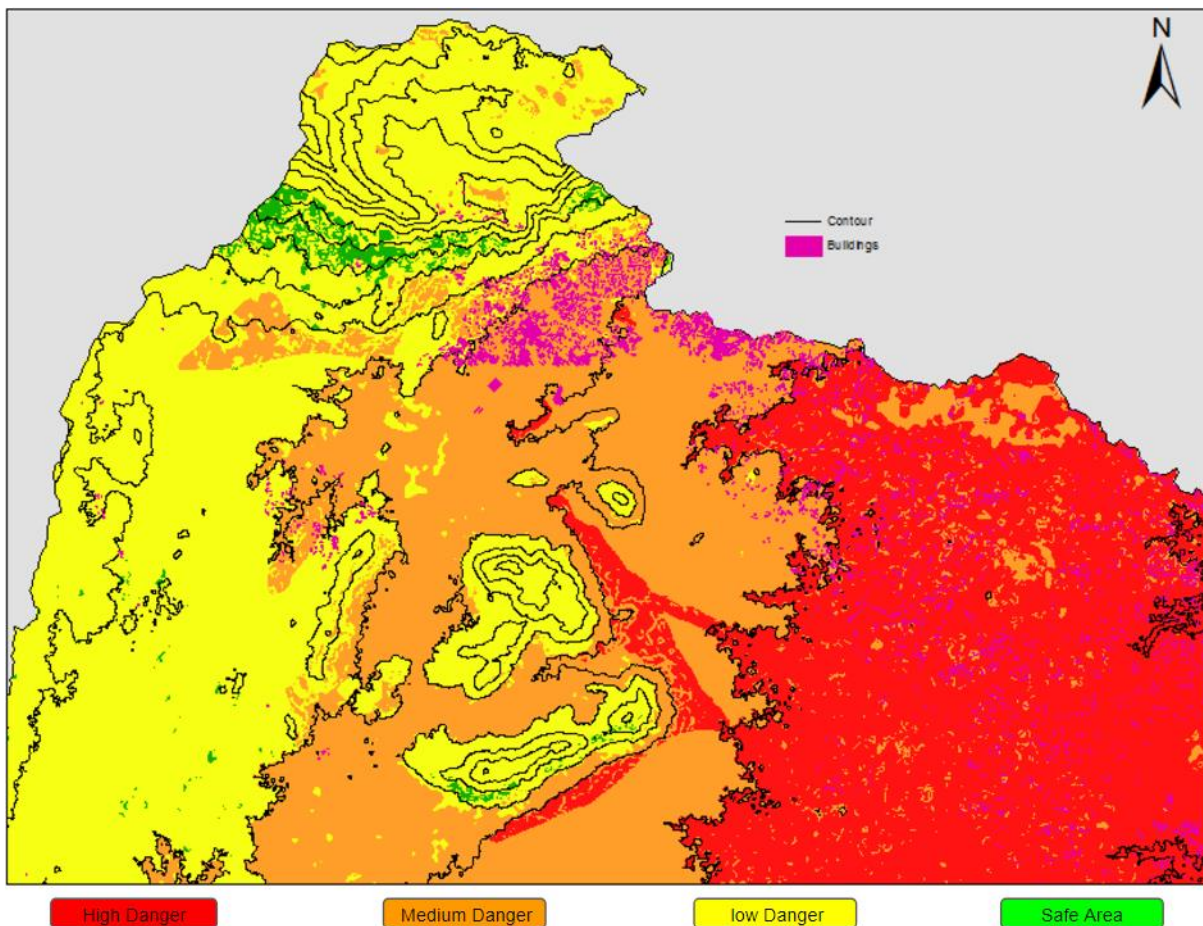 N
Contour
Buildings
High Danger
Medium Danger
low Danger
Safe Area